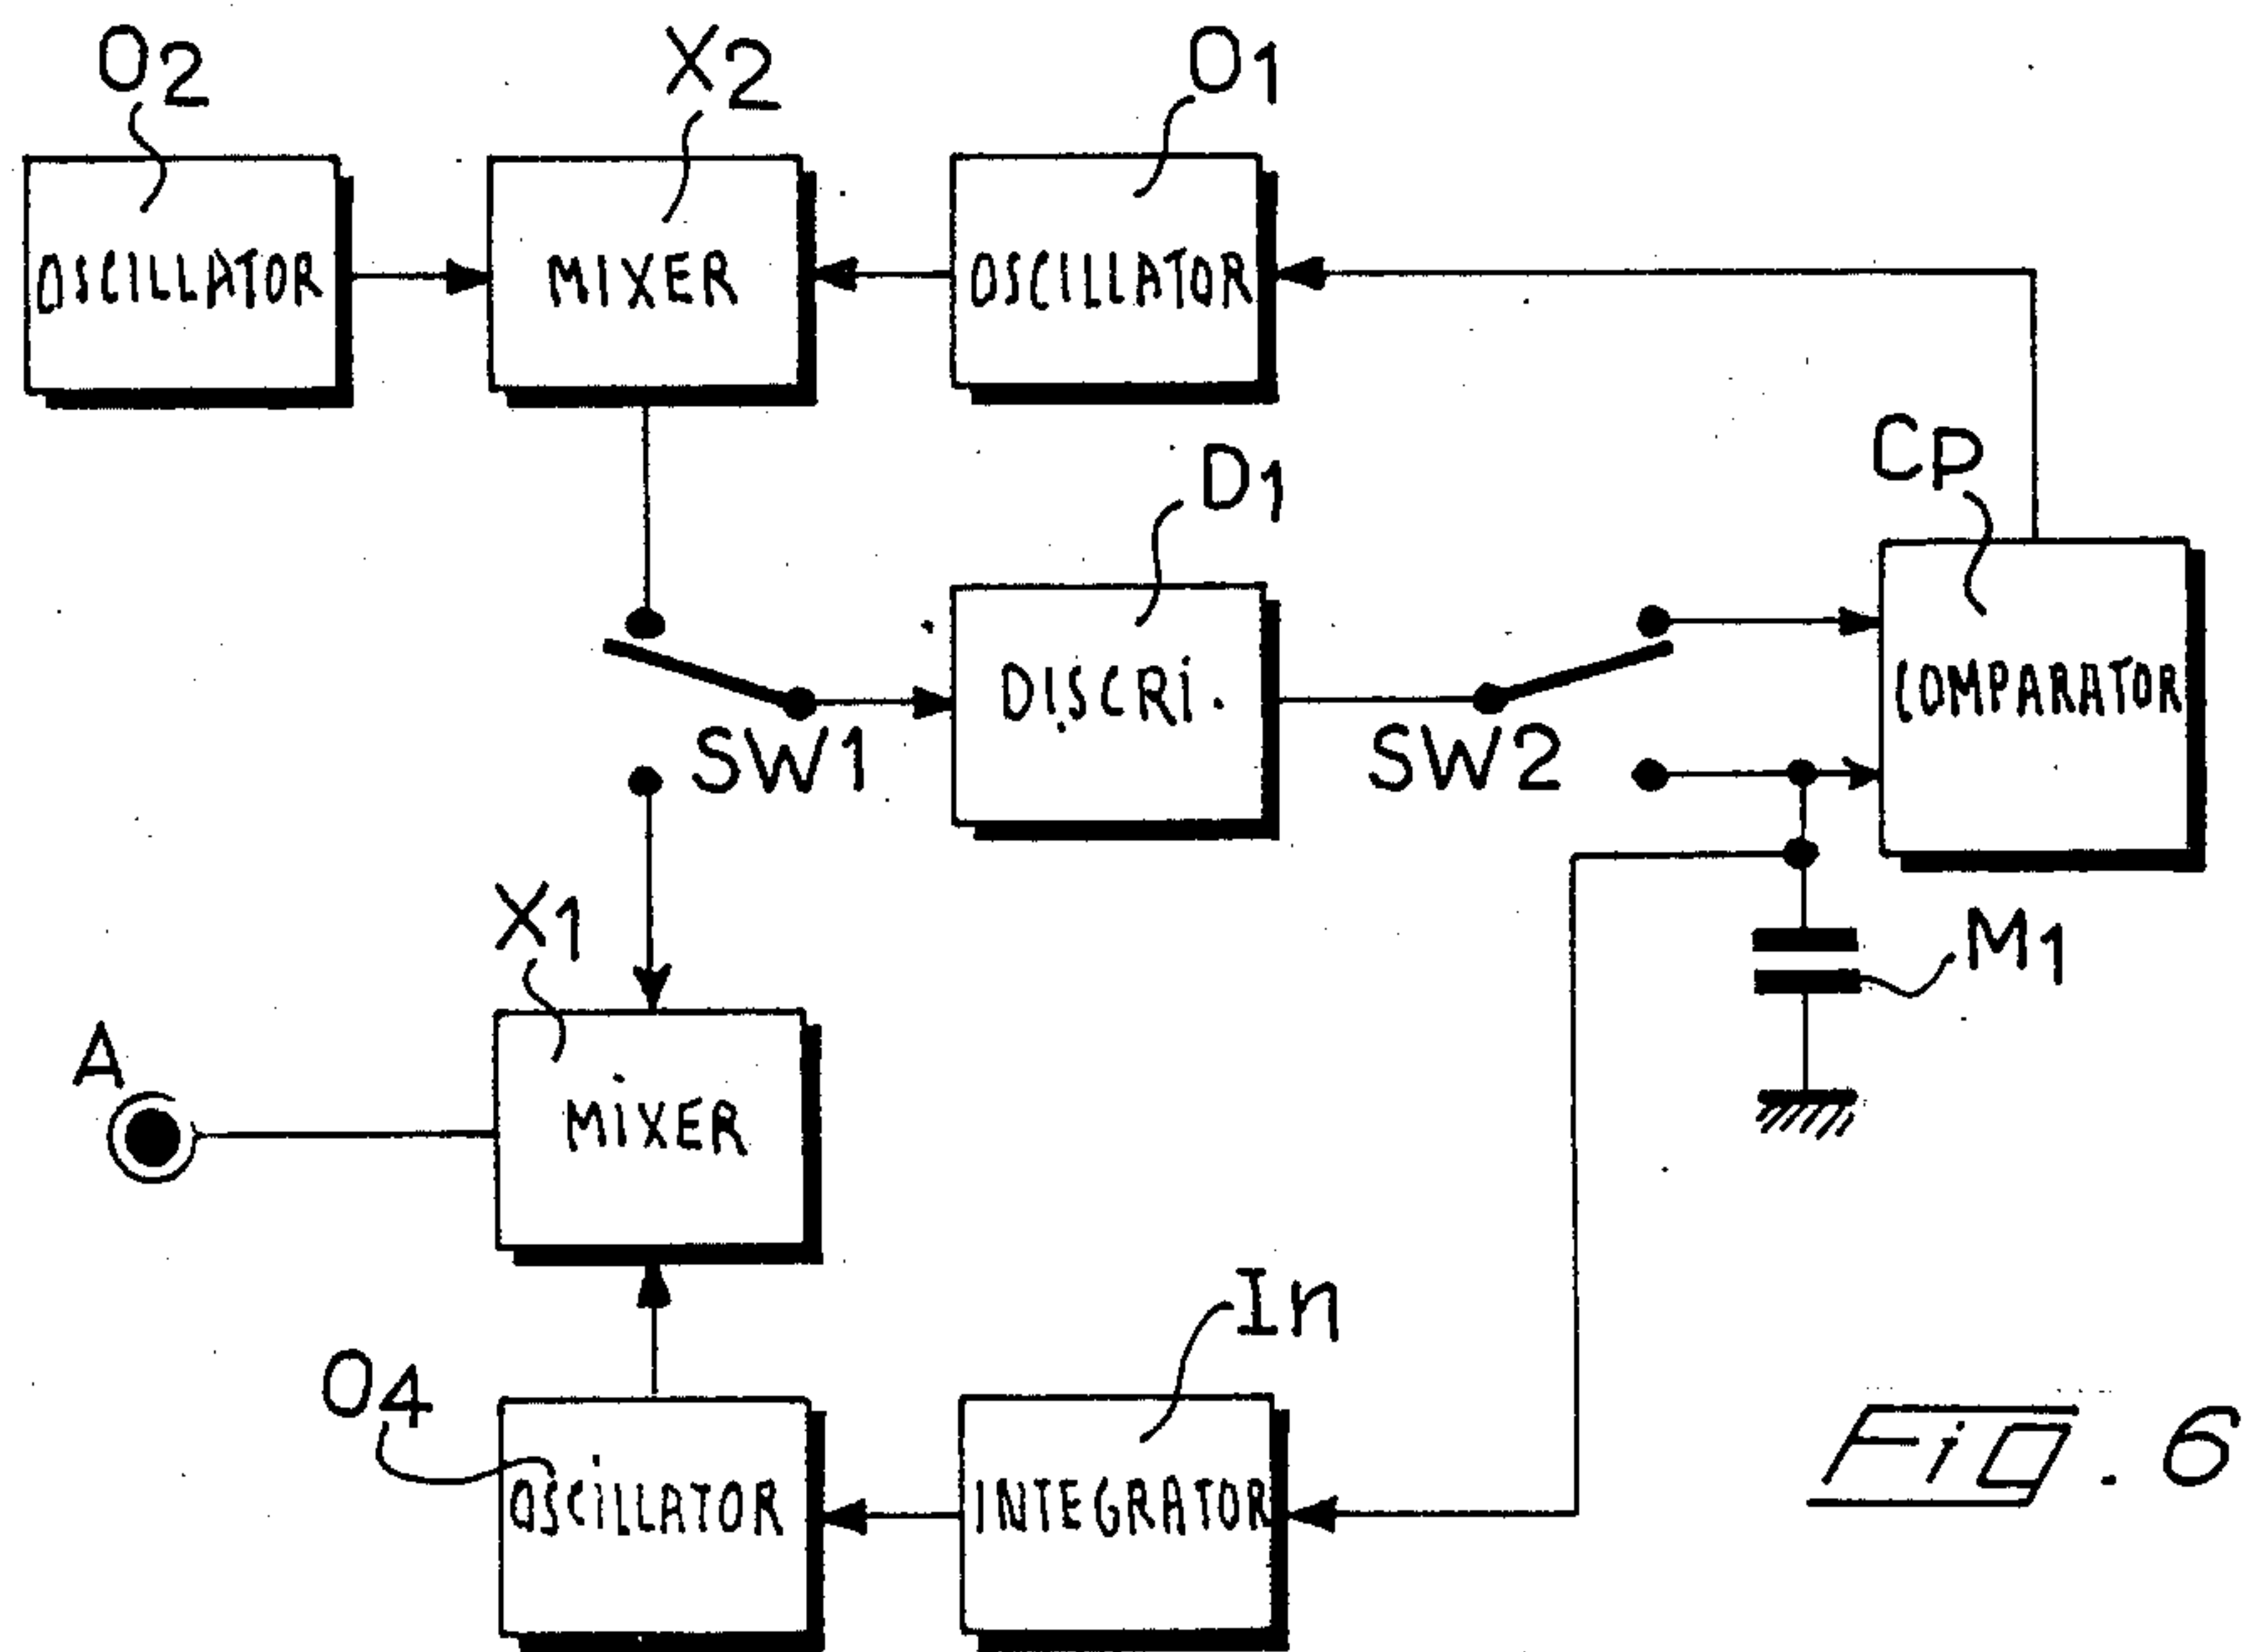 O2
X2
O1
OSCILLATOR
MIXER
OSCILLATOR
Cp
D1
DISCRI.
COMPARATOR
SW1
SW2
X1
M1
A
MIXER
In
O4
OSCILLATOR
INTEGRATOR
Fig. 6